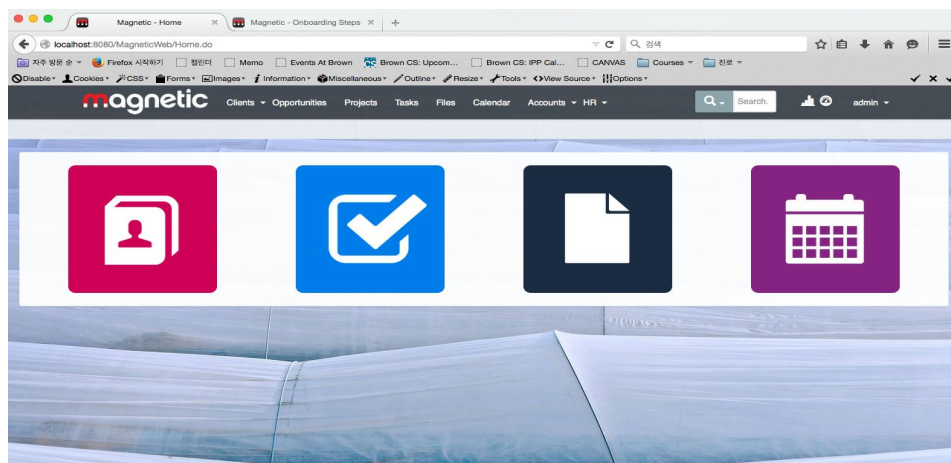 Magnetic - Home × Magnetic - Onboarding Steps × +
localhost:8080/MagneticWeb/Home.do 검색
자주 방문 순 Firefox 시작하기 캘린더 Memo Events At Brown Brown CS: Upcom... Brown CS: IPP Cal... CANVAS Courses 진로
Disable Cookies CSS Forms Images Information Miscellaneous Outline Resize Tools View Source Options
magnetic Clients Opportunities Projects Tasks Files Calendar Accounts HR Search. admin